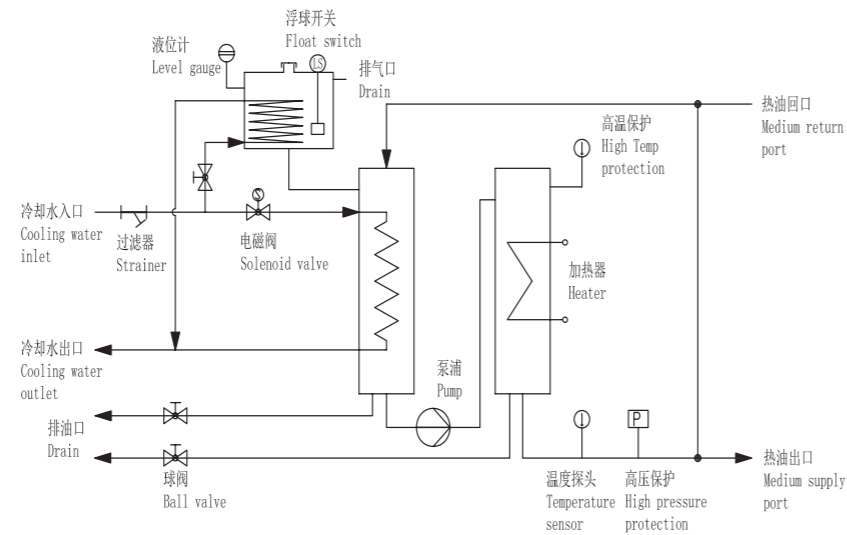 浮球开关
Float switch
液位计
Level gauge
LS
排气口
Drain
热油回口
Medium return
port
高温保护
High Temp
protection
冷却水入口
Cooling water
inlet
过滤器
Strainer
S
电磁阀
Solenoid valve
加热器
Heater
冷却水出口
Cooling water
outlet
泵浦
Pump
排油口
Drain
球阀
Ball valve
P
温度探头
Temperature
sensor
高压保护
High pressure
protection
热油出口
Medium supply
port